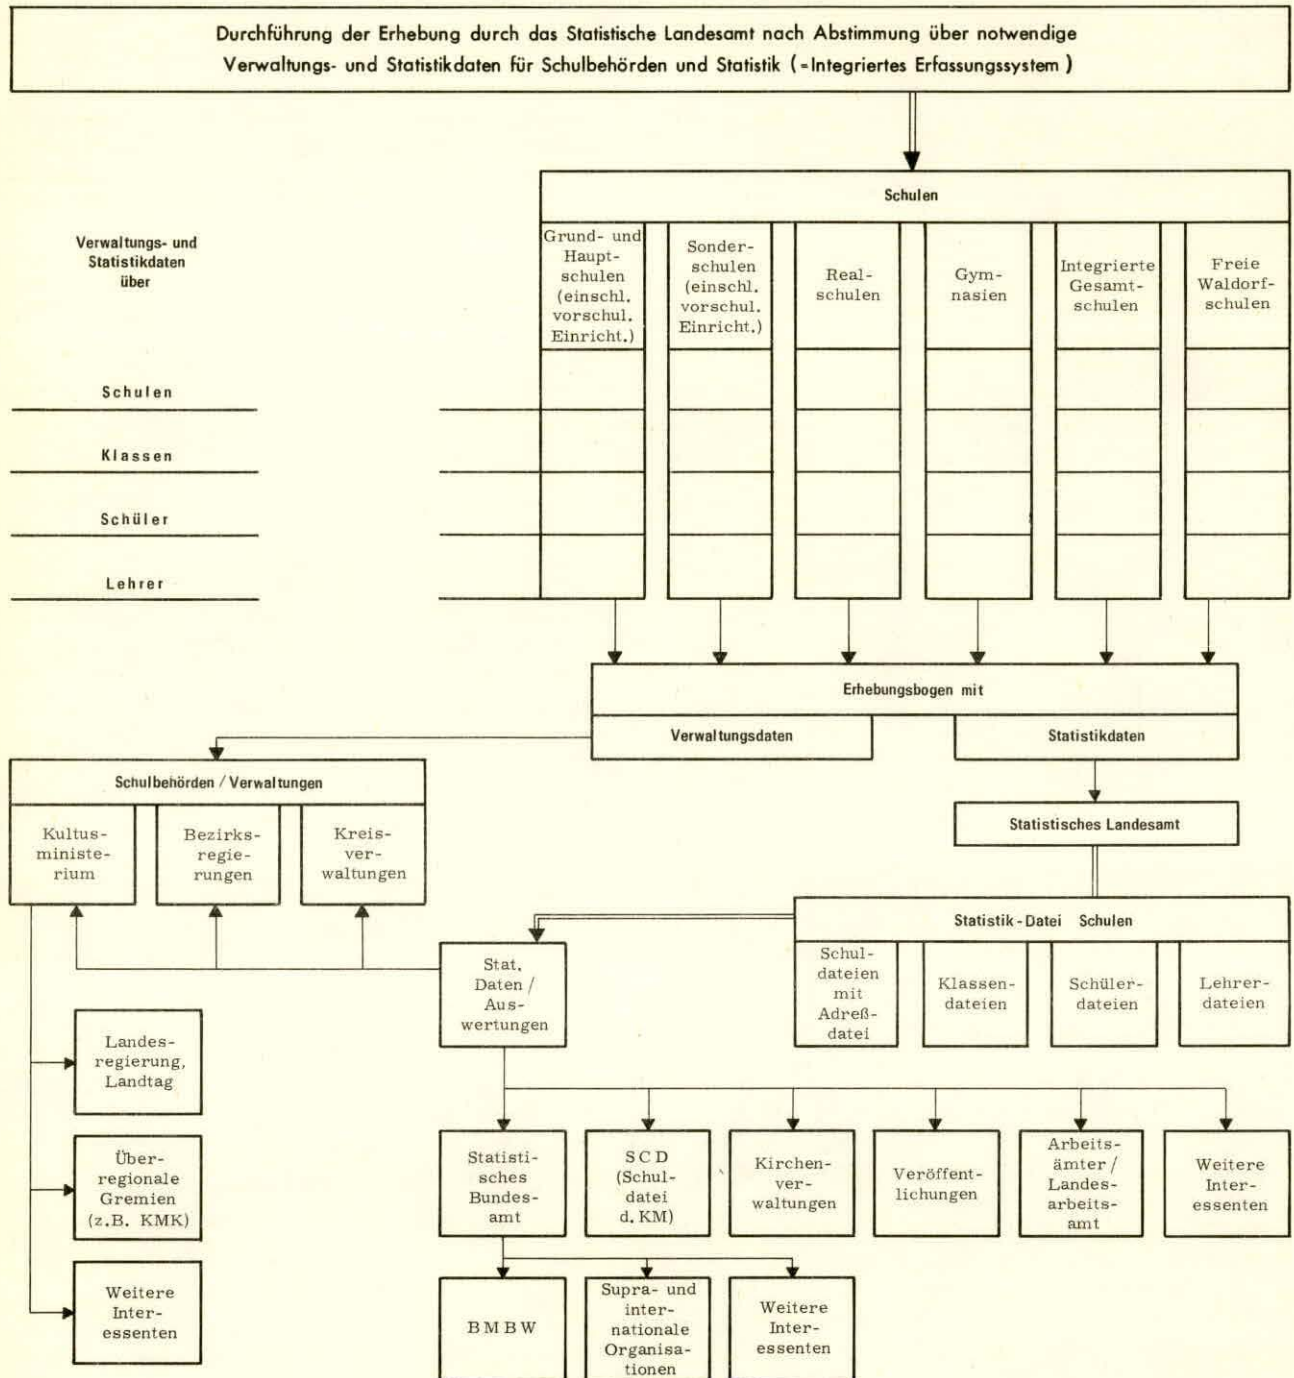 Durchführung der Erhebung durch das Statistische Landesamt nach Abstimmung über notwendige
Verwaltungs- und Statistikdaten für Schulbehörden und Statistik (=Integriertes Erfassungssystem )
Schulen
Verwaltungs- und
Statistikdaten
über
Grund- und
Haupt-
schulen
(einschl.
vorschul.
Einricht.)
Sonder-
schulen
(einschl.
vorschul.
Einricht.)
Real-
schulen
Gym-
nasien
Integrierte
Gesamt-
schulen
Freie
Waldorf-
schulen
Schulen
Klassen
Schüler
Lehrer
Erhebungsbogen mit
Verwaltungsdaten
Statistikdaten
Schulbehörden / Verwaltungen
Kultus-
ministe-
rium
Bezirks-
regie-
rungen
Kreis-
ver-
waltungen
Statistisches Landesamt
Statistik-Datei Schulen
Schul-
dateien
mit
Adreß-
datei
Klassen-
dateien
Schüler-
dateien
Lehrer-
dateien
Stat.
Daten /
Aus-
wertungen
Landes-
regierung,
Landtag
Über-
regionale
Gremien
(z.B. KMK)
Weitere
Inter-
essenten
Statisti-
sches
Bundes-
amt
SCD
(Schul-
datei
d. KM)
Kirchen-
ver-
waltungen
Veröffent-
lichungen
Arbeits-
ämter /
Landes-
arbeits-
amt
Weitere
Inter-
essenten
BMBW
Supra- und
inter-
nationale
Organisa-
tionen
Weitere
Inter-
essenten